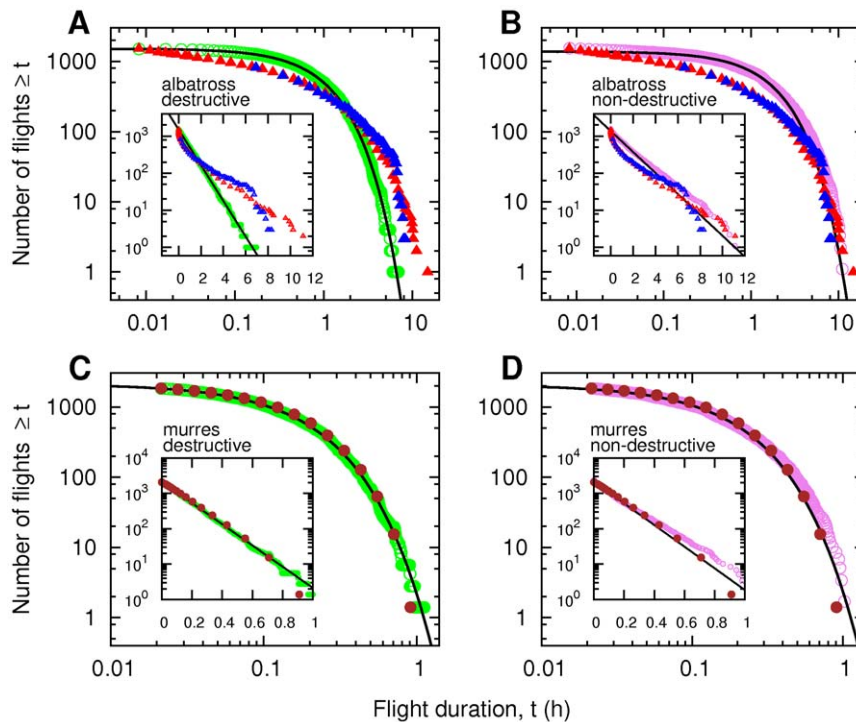 A
B
Number of flights ≥ t
1000
100
10
1
albatross
destructive
10³
10²
10¹
10⁰
0 2 4 6 8 10 12
0.01 0.1 1 10
1000
100
10
1
albatross
non-destructive
10³
10²
10¹
10⁰
0 2 4 6 8 10 12
0.01 0.1 1 10
C
D
Number of flights ≥ t
1000
100
10
1
murres
destructive
10⁴
10³
10²
10¹
10⁰
0 0.2 0.4 0.6 0.8 1
0.01 0.1 1
1000
100
10
1
murres
non-destructive
10⁴
10³
10²
10¹
10⁰
0 0.2 0.4 0.6 0.8 1
0.01 0.1 1
Flight duration, t (h)